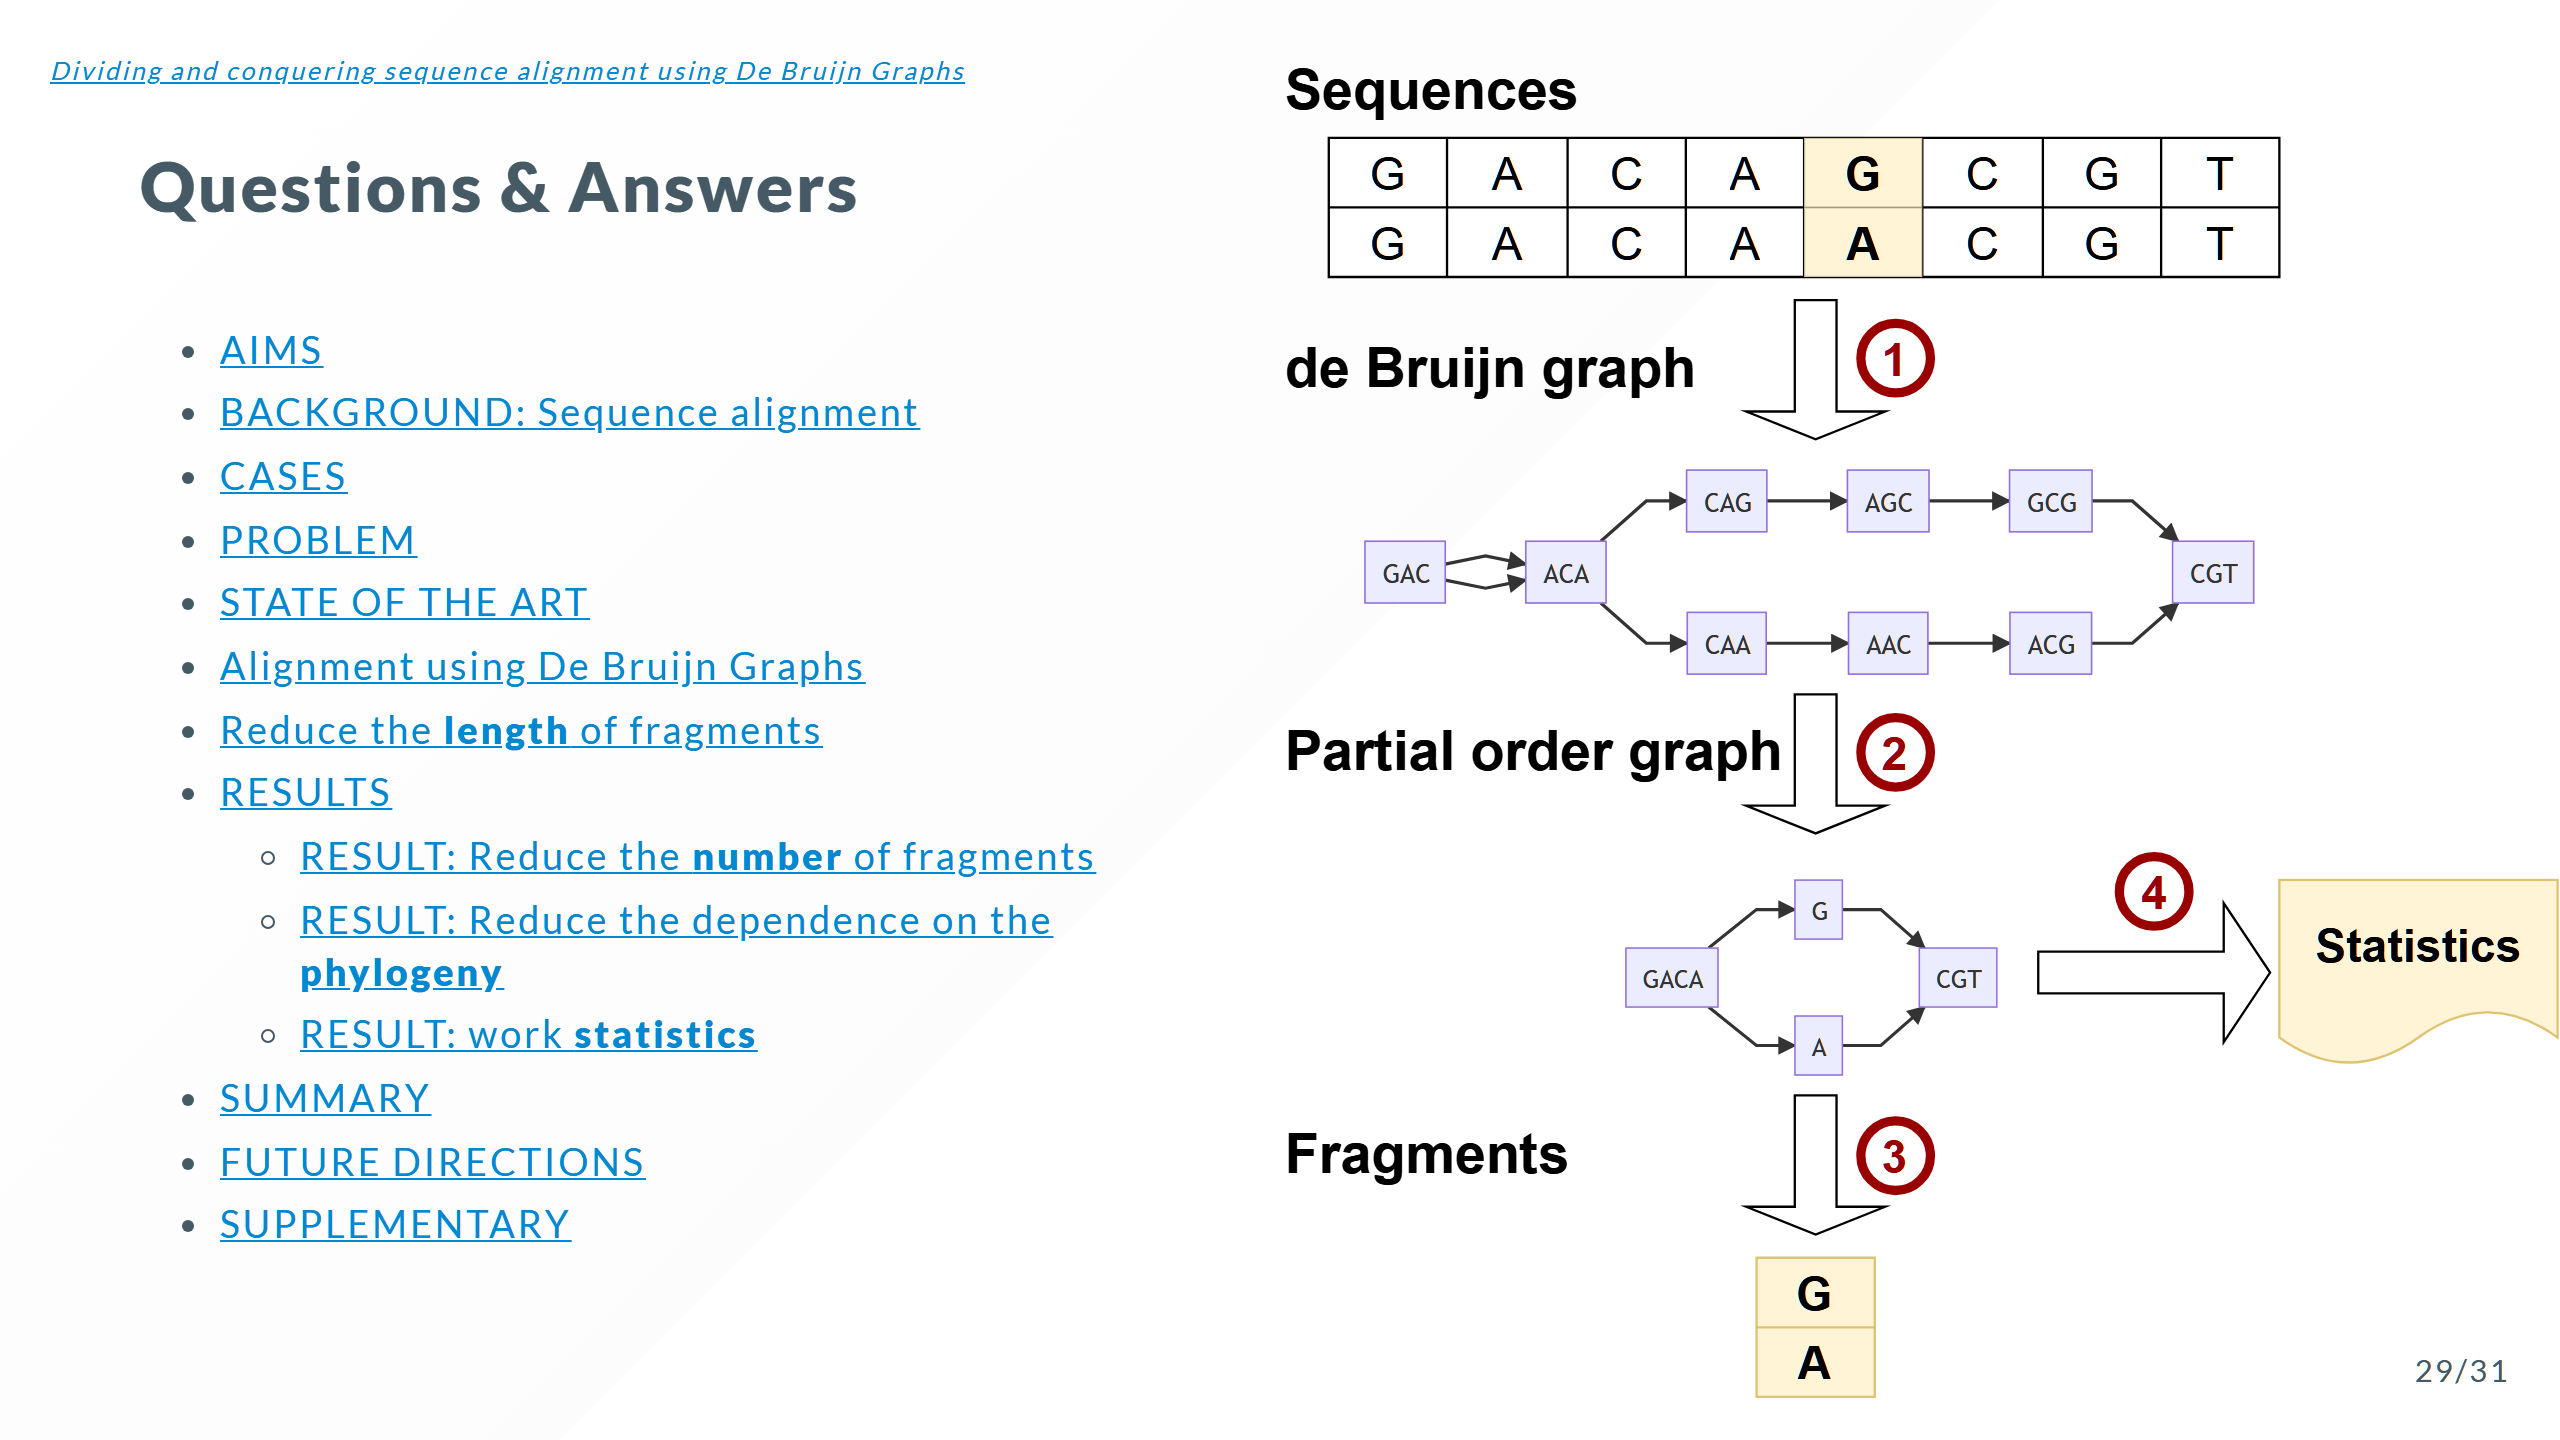 Dividing and conquering sequence alignment using De Bruijn Graphs
Questions & Answers
AIMS
BACKGROUND: Sequence alignment
CASES
PROBLEM
STATE OF THE ART
Alignment using De Bruijn Graphs
Reduce the length of fragments
RESULTS
RESULT: Reduce the number of fragments
RESULT: Reduce the dependence on the
phylogeny
RESULT: work statistics
SUMMARY
FUTURE DIRECTIONS
SUPPLEMENTARY
Sequences
G A C A G C G T
G A C A A C G T
1
de Bruijn graph
CAG AGC GCG
GAC ACA CGT
CAA AAC ACG
Partial order graph
2
4
G
GACA CGT
A
Statistics
Fragments
3
G
A
29/31